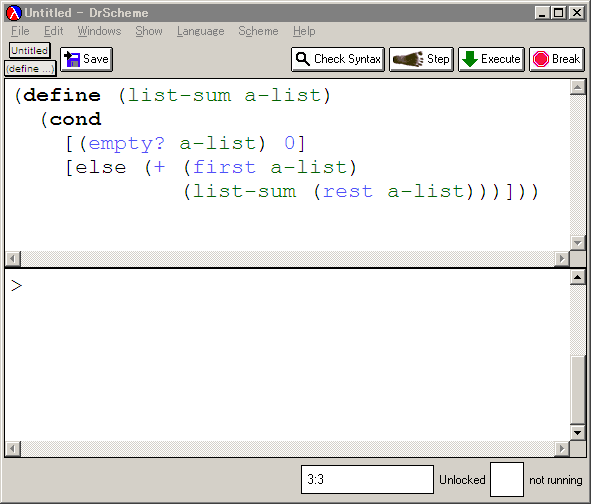 Untitled - DrScheme
File Edit Windows Show Language Scheme Help
Untitled
(define ...)
Save
Check Syntax Step Execute Break
(define (list-sum a-list)
  (cond
    [(empty? a-list) 0]
    [else (+ (first a-list)
             (list-sum (rest a-list)))]))
>
3:3 Unlocked not running